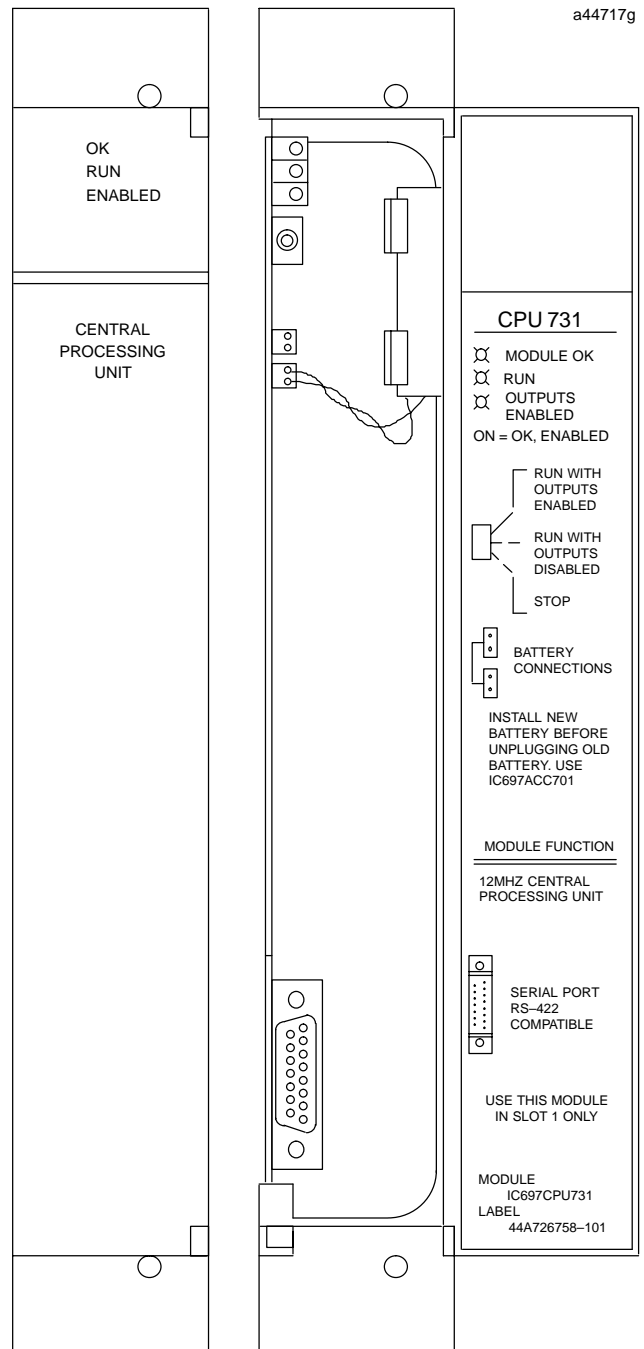 a44717g
OK
RUN
ENABLED
CENTRAL
PROCESSING
UNIT
CPU 731
MODULE OK
RUN
OUTPUTS
ENABLED
ON = OK, ENABLED
RUN WITH
OUTPUTS
ENABLED
RUN WITH
OUTPUTS
DISABLED
STOP
BATTERY
CONNECTIONS
INSTALL NEW
BATTERY BEFORE
UNPLUGGING OLD
BATTERY. USE
IC697ACC701
MODULE FUNCTION
12MHZ CENTRAL
PROCESSING UNIT
SERIAL PORT
RS–422
COMPATIBLE
USE THIS MODULE
IN SLOT 1 ONLY
MODULE
IC697CPU731
LABEL
44A726758–101